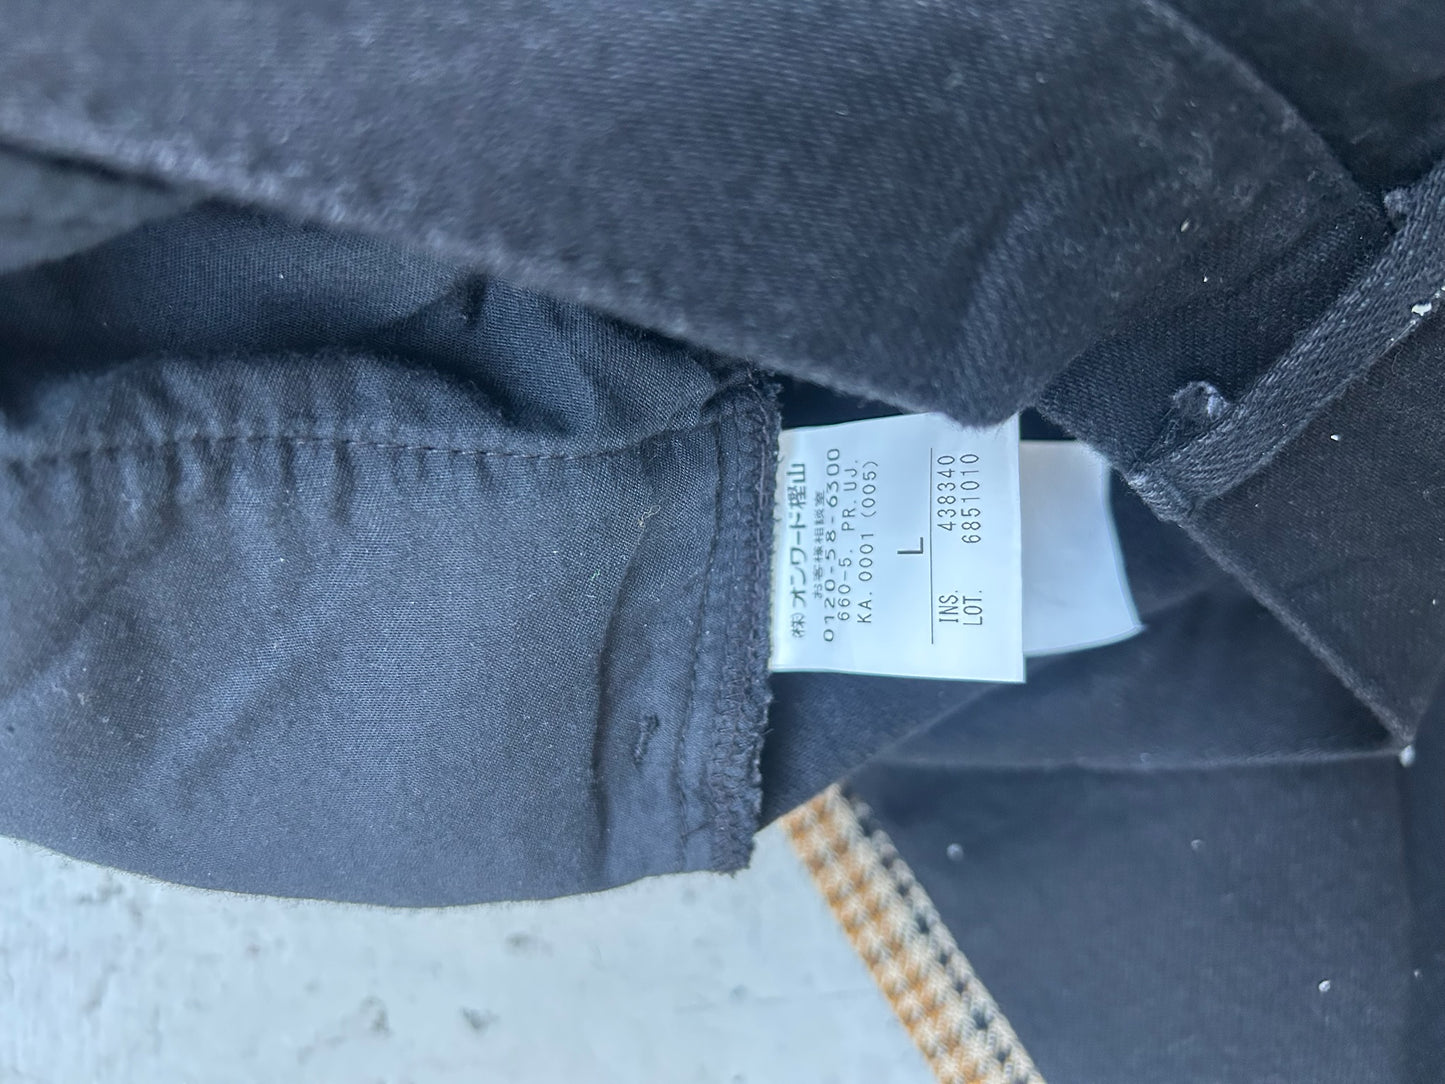 (株)オンワード樫山
お客様相談室
0120-58-6300
660-5. PR. UJ.
KA. 0001 (005)
L
INS. 438340
LOT. 6851010